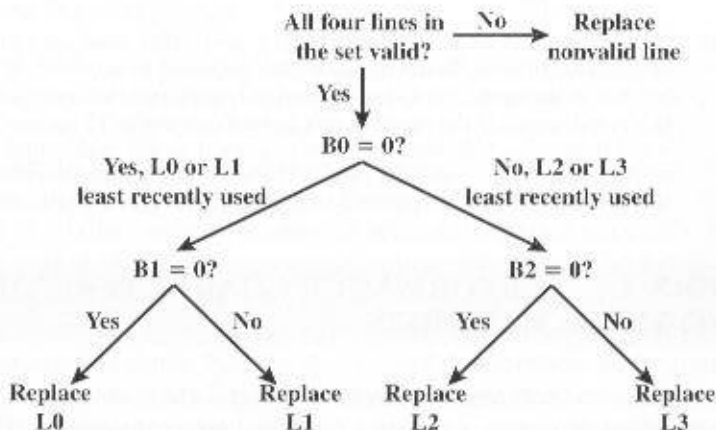 All four lines in
the set valid?
No
Replace
nonvalid line
Yes
B0 = 0?
Yes, L0 or L1
least recently used
No, L2 or L3
least recently used
B1 = 0?
B2 = 0?
Yes
No
Yes
No
Replace
L0
Replace
L1
Replace
L2
Replace
L3